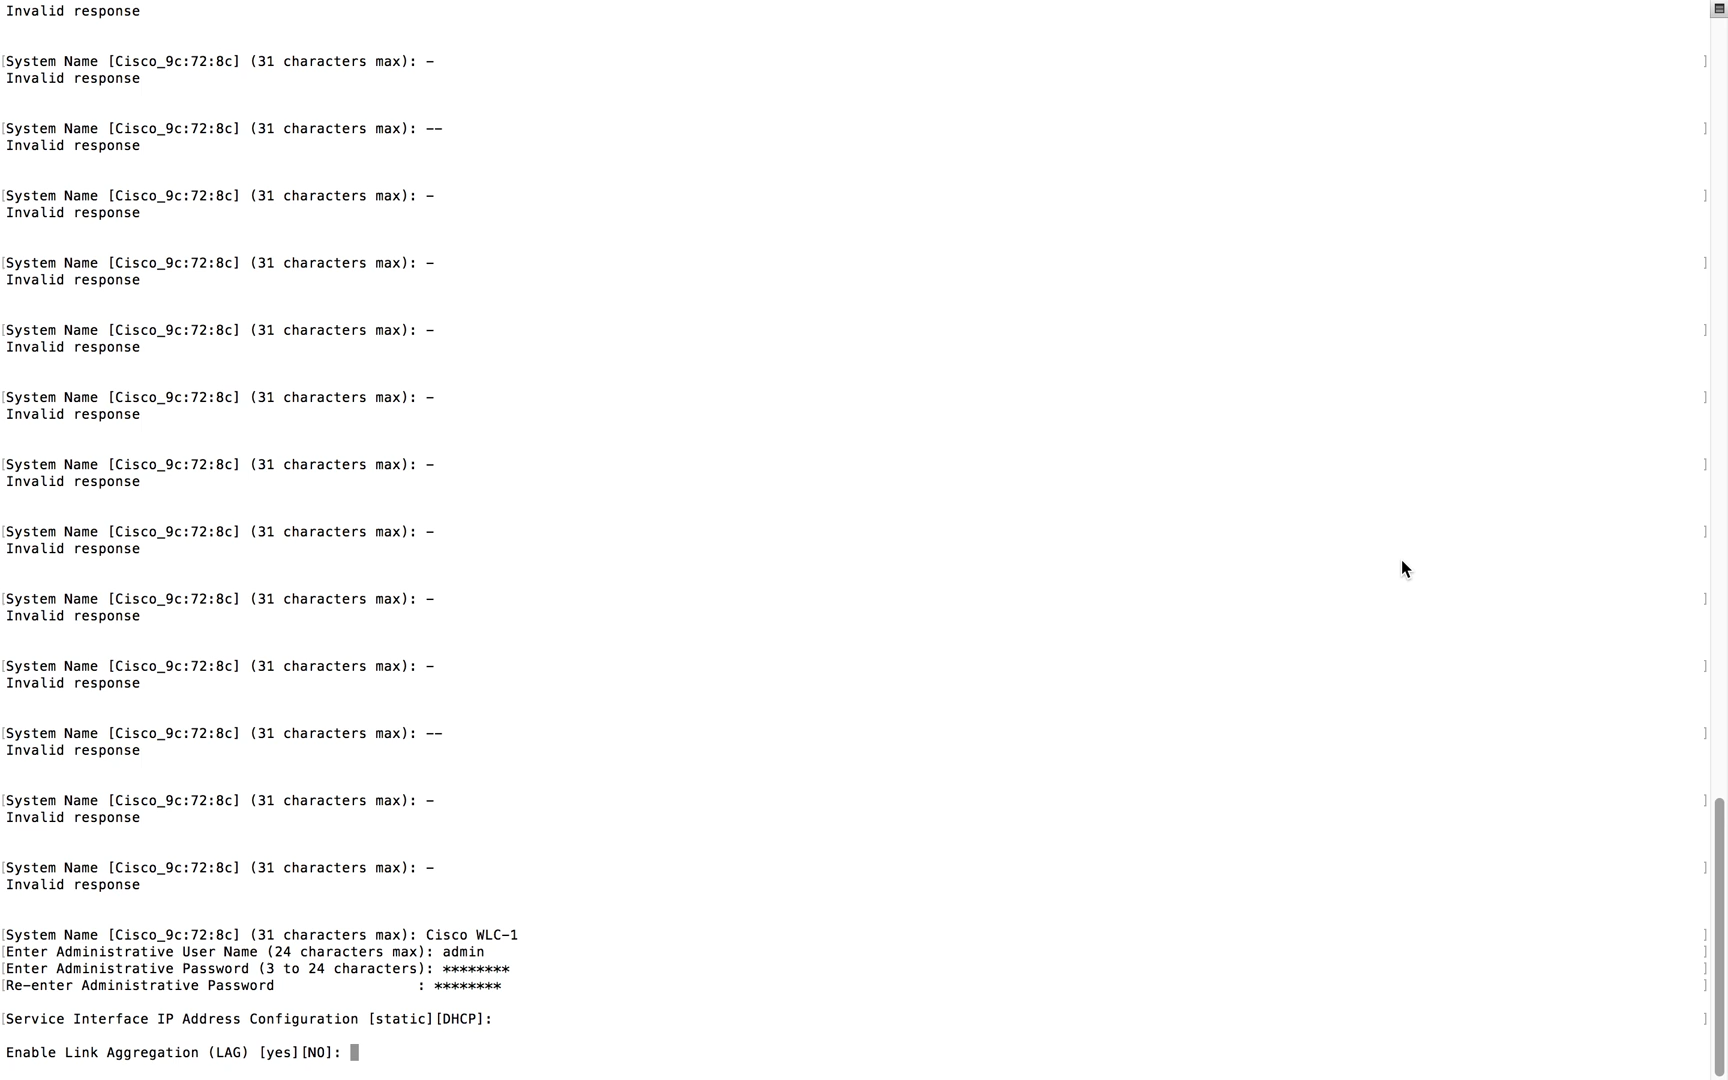 Invalid response
[System Name [Cisco_9c:72:8c] (31 characters max): - ]
Invalid response
[System Name [Cisco_9c:72:8c] (31 characters max): -- ]
Invalid response
[System Name [Cisco_9c:72:8c] (31 characters max): - ]
Invalid response
[System Name [Cisco_9c:72:8c] (31 characters max): - ]
Invalid response
[System Name [Cisco_9c:72:8c] (31 characters max): - ]
Invalid response
[System Name [Cisco_9c:72:8c] (31 characters max): - ]
Invalid response
[System Name [Cisco_9c:72:8c] (31 characters max): - ]
Invalid response
[System Name [Cisco_9c:72:8c] (31 characters max): - ]
Invalid response
[System Name [Cisco_9c:72:8c] (31 characters max): - ]
Invalid response
[System Name [Cisco_9c:72:8c] (31 characters max): - ]
Invalid response
[System Name [Cisco_9c:72:8c] (31 characters max): -- ]
Invalid response
[System Name [Cisco_9c:72:8c] (31 characters max): - ]
Invalid response
[System Name [Cisco_9c:72:8c] (31 characters max): - ]
Invalid response
[System Name [Cisco_9c:72:8c] (31 characters max): Cisco WLC-1 ]
[Enter Administrative User Name (24 characters max): admin ]
[Enter Administrative Password (3 to 24 characters): ******** ]
[Re-enter Administrative Password : ******** ]
[Service Interface IP Address Configuration [static][DHCP]: ]
Enable Link Aggregation (LAG) [yes][NO]: